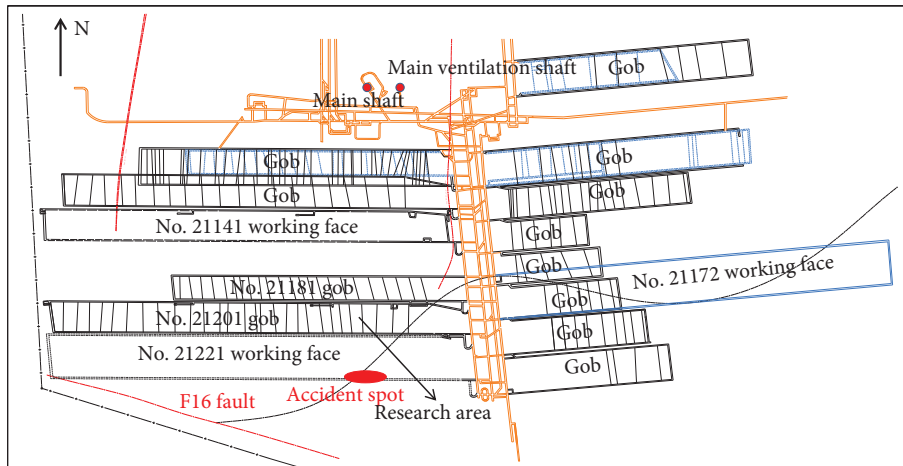 N
Main ventilation shaft
Gob
Main shaft
Gob
Gob
Gob
Gob
No. 21141 working face
Gob
Gob
No. 21172 working face
No. 21181 gob
Gob
No. 21201 gob
Gob
No. 21221 working face
Gob
F16 fault
Accident spot
Research area